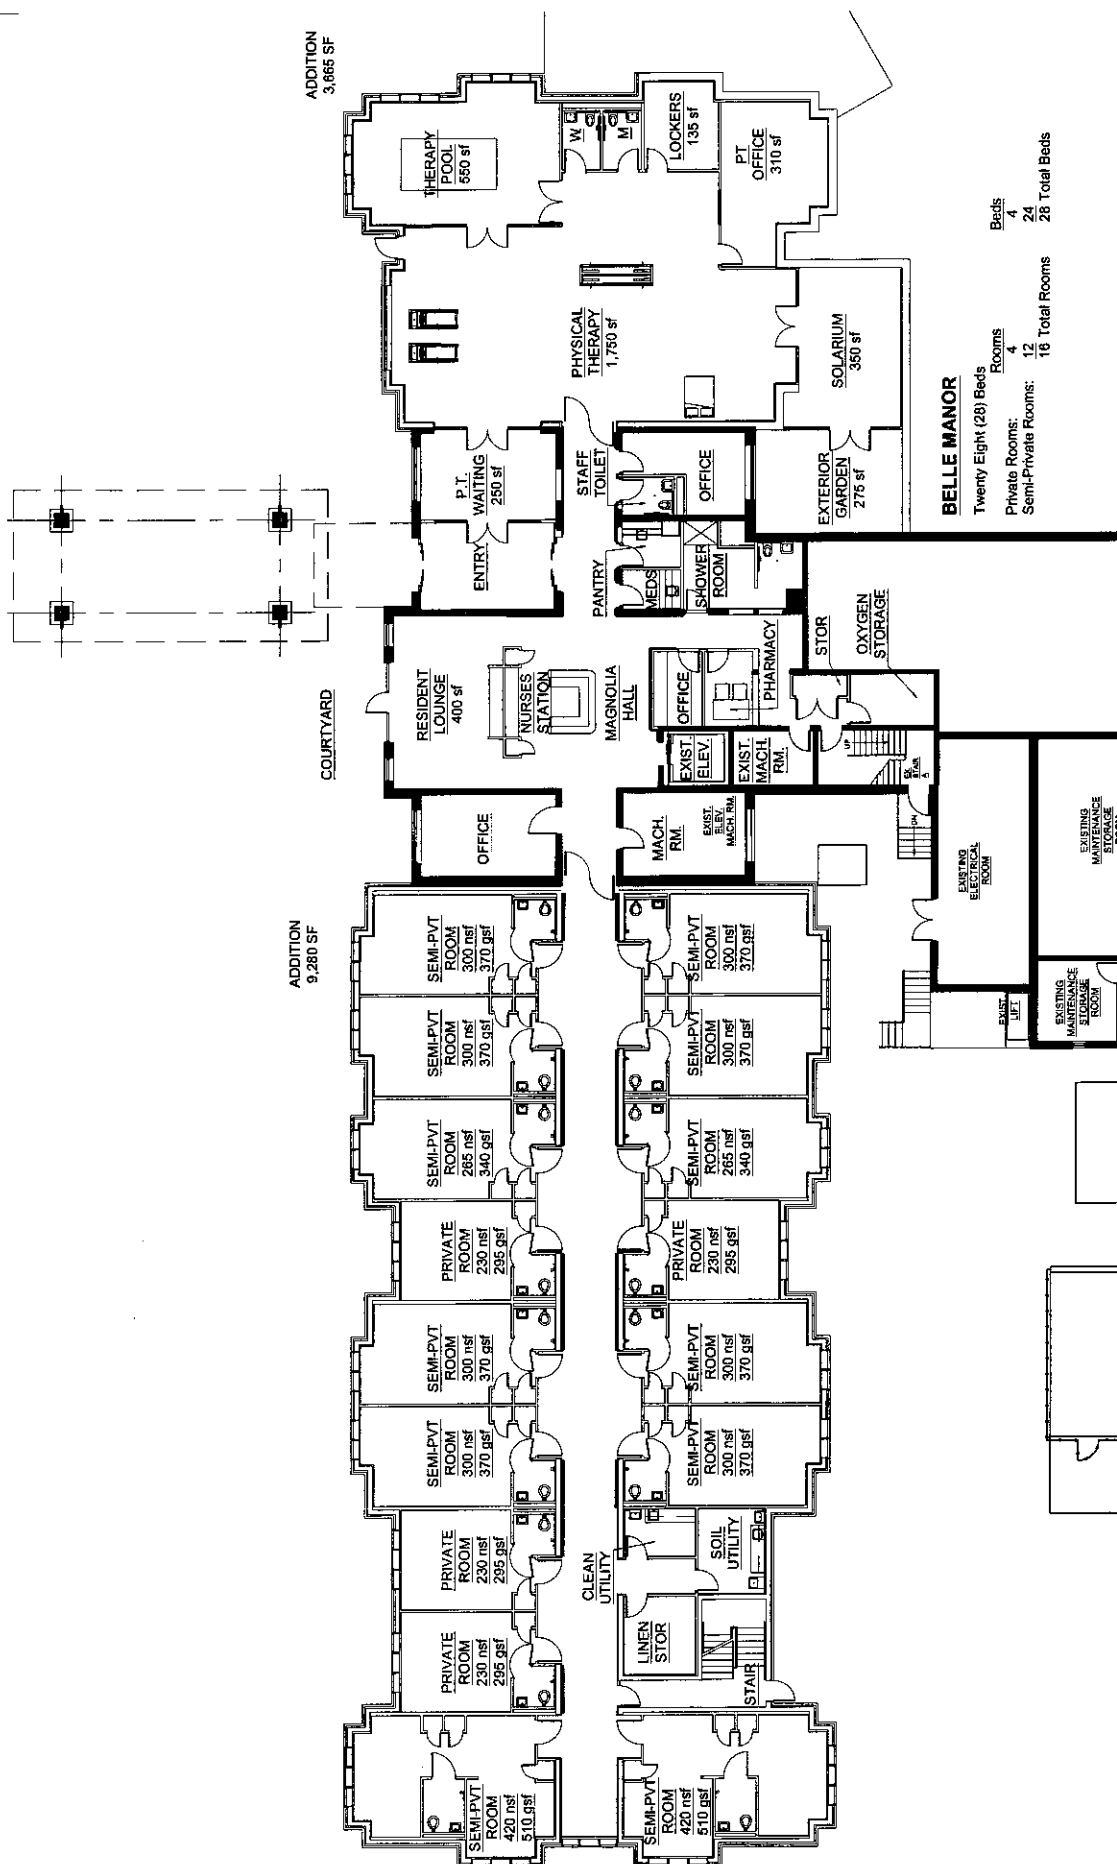 ADDITION
3,665 SF
THERAPY
POOL
550 sf
W
M
LOCKERS
135 sf
PT
OFFICE
310 sf
PHYSICAL
THERAPY
1,750 sf
SOLARIUM
350 sf
P.T.
WAITING
250 sf
STAFF
TOILET
OFFICE
EXTERIOR
GARDEN
275 sf
ENTRY
PANTRY
MEDS
SHOWER
ROOM
COURTYARD
RESIDENT
LOUNGE
400 sf
NURSES
STATION
MAGNOLIA
HALL
OFFICE
PHARMACY
STOR
OXYGEN
STORAGE
EXIST.
ELEV.
EXIST.
MACH.
RM.
UP
EX.
STAIR
A
DN
OFFICE
MACH.
RM.
EXIST.
ELEV.
MACH. RM.
EXISTING
ELECTRICAL
ROOM
EXISTING
MAINTENANCE
STORAGE
ROOM
EXISTING
MAINTENANCE
STORAGE
ROOM
EXIST.
LIFT
ADDITION
9,280 SF
SEMI-PVT
ROOM
300 nsf
370 gsf
SEMI-PVT
ROOM
300 nsf
370 gsf
SEMI-PVT
ROOM
300 nsf
370 gsf
SEMI-PVT
ROOM
300 nsf
370 gsf
SEMI-PVT
ROOM
265 nsf
340 gsf
SEMI-PVT
ROOM
265 nsf
340 gsf
PRIVATE
ROOM
230 nsf
295 gsf
PRIVATE
ROOM
230 nsf
295 gsf
SEMI-PVT
ROOM
300 nsf
370 gsf
SEMI-PVT
ROOM
300 nsf
370 gsf
SEMI-PVT
ROOM
300 nsf
370 gsf
SEMI-PVT
ROOM
300 nsf
370 gsf
PRIVATE
ROOM
230 nsf
295 gsf
CLEAN
UTILITY
SOIL
UTILITY
PRIVATE
ROOM
230 nsf
295 gsf
LINEN
STOR
STAIR
SEMI-PVT
ROOM
420 nsf
510 gsf
SEMI-PVT
ROOM
420 nsf
510 gsf
BELLE MANOR
Twenty Eight (28) Beds
Rooms Beds
Private Rooms: 4 4
Semi-Private Rooms: 12 24
16 Total Rooms 28 Total Beds